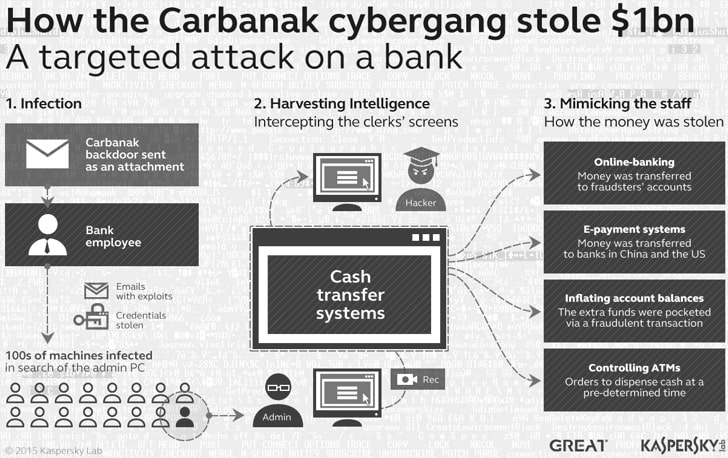 How the Carbanak cybergang stole $1bn
A targeted attack on a bank
1. Infection
Carbanak
backdoor sent
as an attachment
Bank
employee
Emails
with exploits
Credentials
stolen
100s of machines infected
in search of the admin PC
2. Harvesting Intelligence
Intercepting the clerks' screens
Hacker
Cash
transfer
systems
Rec
Admin
3. Mimicking the staff
How the money was stolen
Online-banking
Money was transferred
to fraudsters' accounts
E-payment systems
Money was transferred
to banks in China and the US
Inflating account balances
The extra funds were pocketed
via a fraudulent transaction
Controlling ATMs
Orders to dispense cash at a
pre-determined time
© 2015 Kaspersky Lab
GREAT
KASPERSKY lab